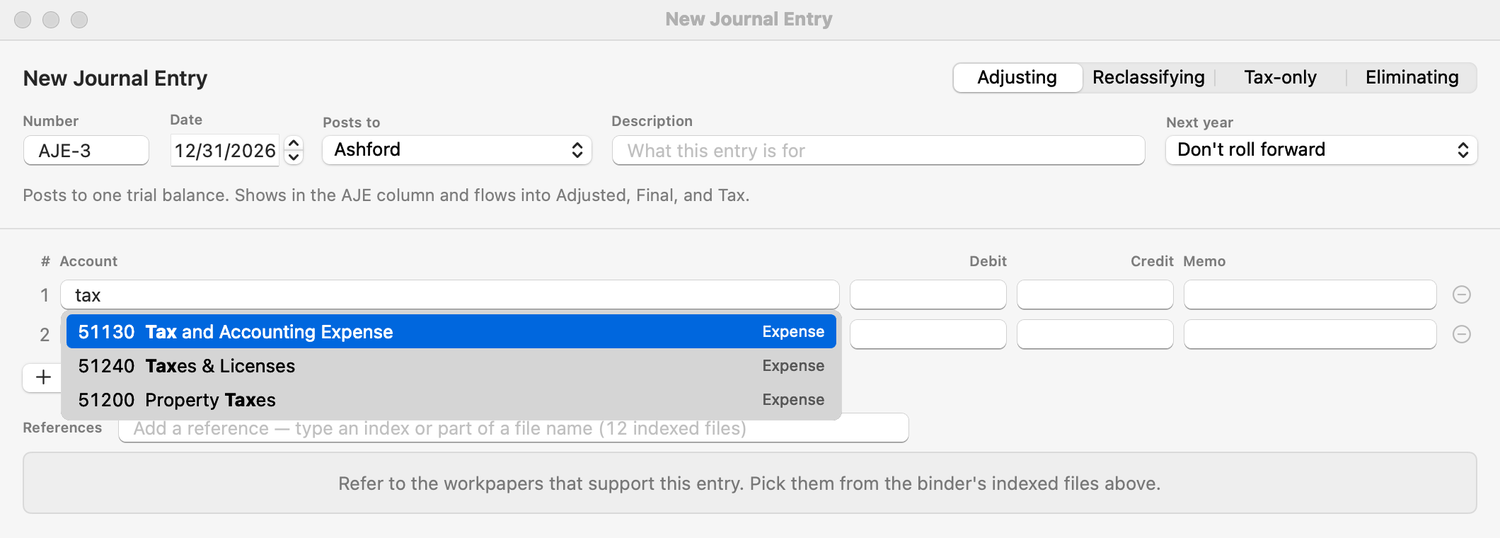 New Journal Entry
New Journal Entry
Adjusting Reclassifying Tax-only Eliminating
Number Date Posts to Description Next year
AJE-3 12/31/2026 Ashford What this entry is for Don't roll forward
Posts to one trial balance. Shows in the AJE column and flows into Adjusted, Final, and Tax.
# Account Debit Credit Memo
1 tax
2
51130 Tax and Accounting Expense Expense
51240 Taxes & Licenses Expense
51200 Property Taxes Expense
+
References Add a reference — type an index or part of a file name (12 indexed files)
Refer to the workpapers that support this entry. Pick them from the binder's indexed files above.